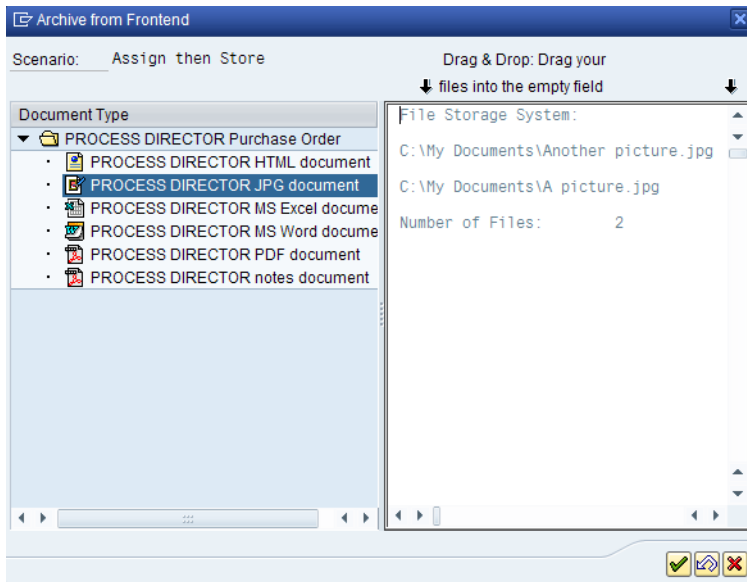 Archive from Frontend
Scenario: Assign then Store
Drag & Drop: Drag your
files into the empty field
Document Type
PROCESS DIRECTOR Purchase Order
PROCESS DIRECTOR HTML document
PROCESS DIRECTOR JPG document
PROCESS DIRECTOR MS Excel docume
PROCESS DIRECTOR MS Word docume
PROCESS DIRECTOR PDF document
PROCESS DIRECTOR notes document
File Storage System:
C:\My Documents\Another picture.jpg
C:\My Documents\A picture.jpg
Number of Files: 2